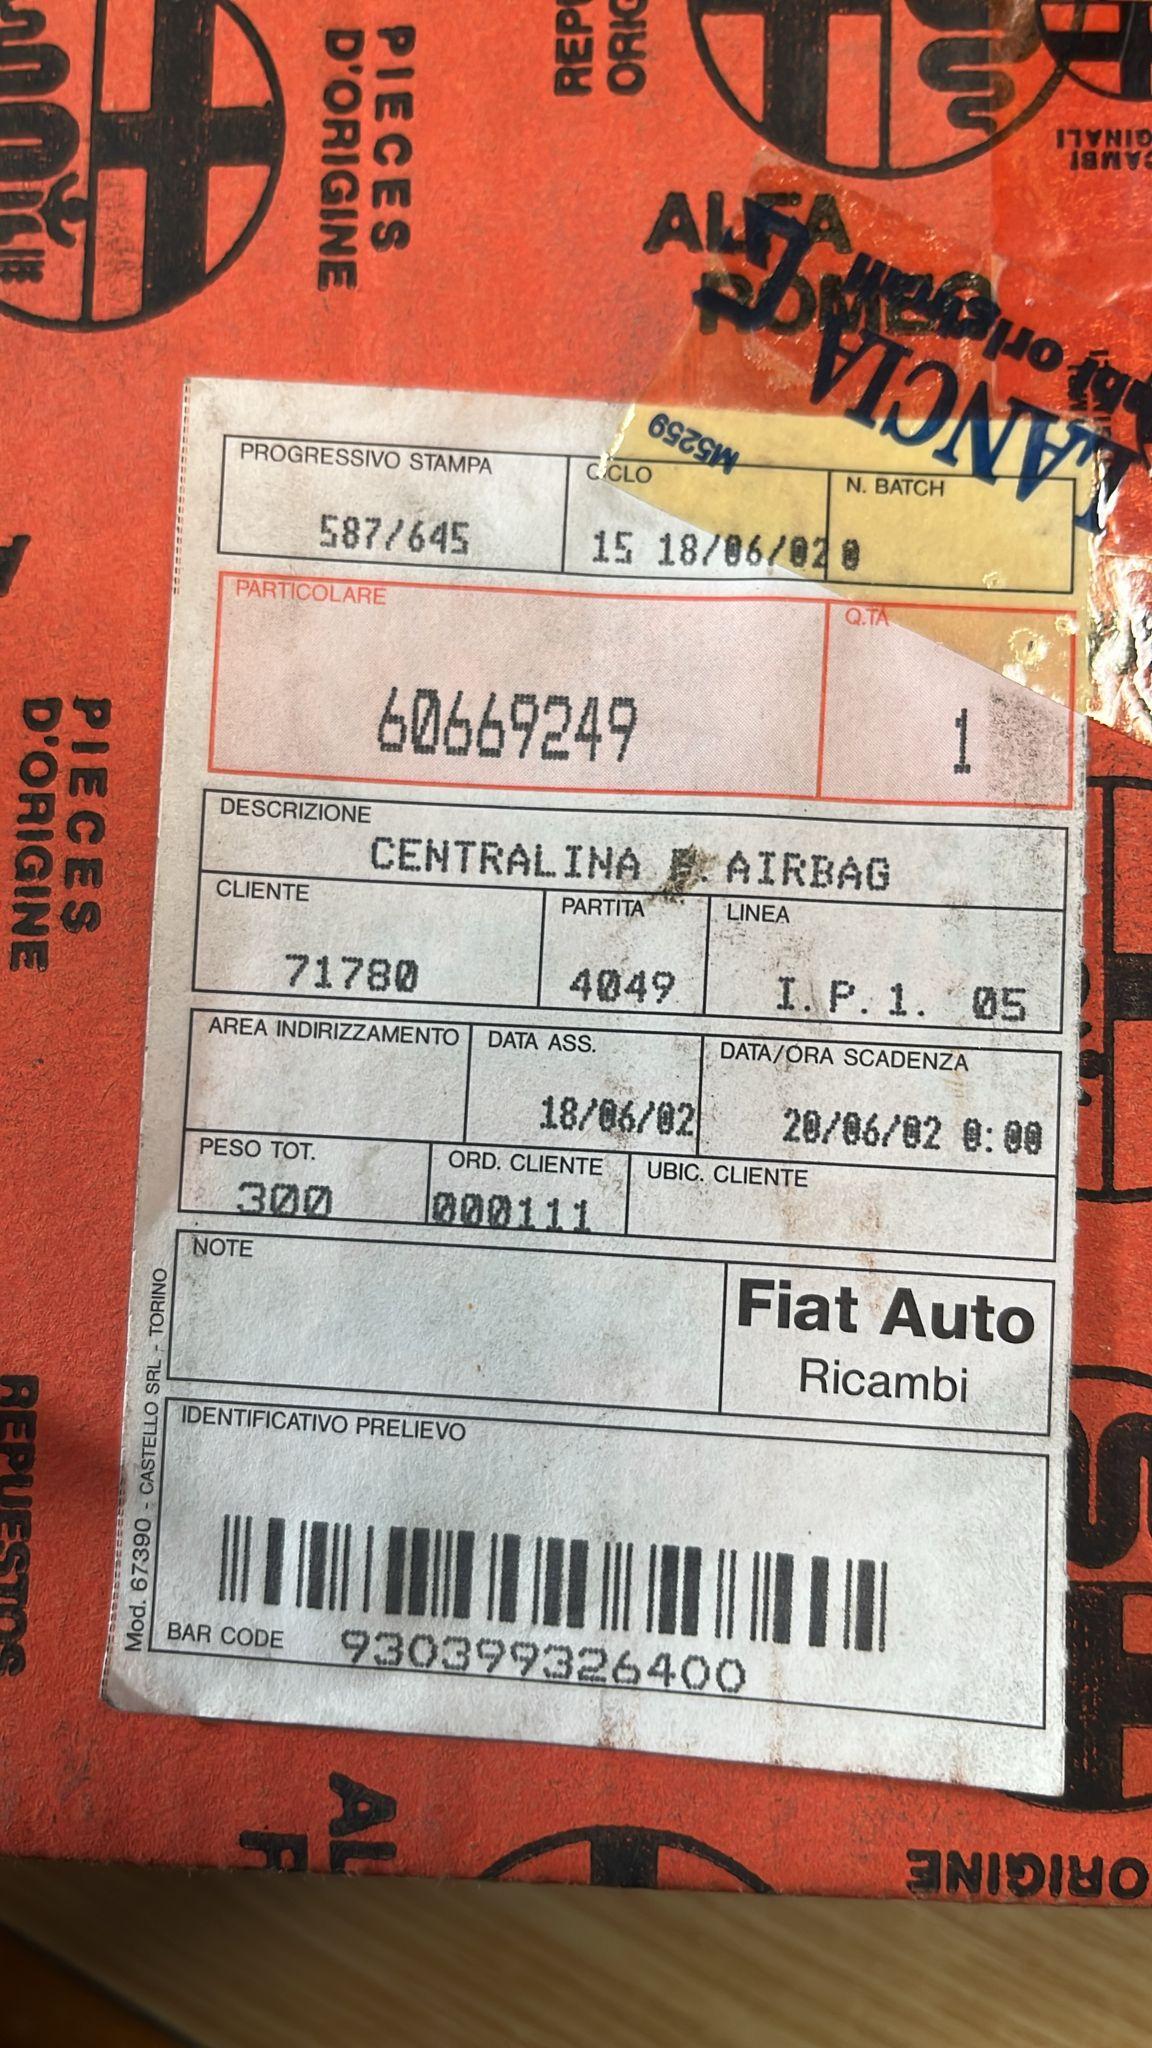 PIECES
D'ORIGINE
ALFA
ROMEO
LANCIA
M5259
PROGRESSIVO STAMPA
587/645
CICLO
15 18/06/02
N. BATCH
0
PARTICOLARE
60669249
Q.TA
1
DESCRIZIONE
CENTRALINA P. AIRBAG
CLIENTE
71780
PARTITA
4049
LINEA
I.P.1. 05
AREA INDIRIZZAMENTO
DATA ASS.
18/06/02
DATA/ORA SCADENZA
20/06/02 0:00
PESO TOT.
300
ORD. CLIENTE
000111
UBIC. CLIENTE
NOTE
Fiat Auto
Ricambi
IDENTIFICATIVO PRELIEVO
BAR CODE
930399326400
Mod. 67390 - CASTELLO SRL - TORINO
PIECES
D'ORIGINE
REPUESTOS
ORIGINE